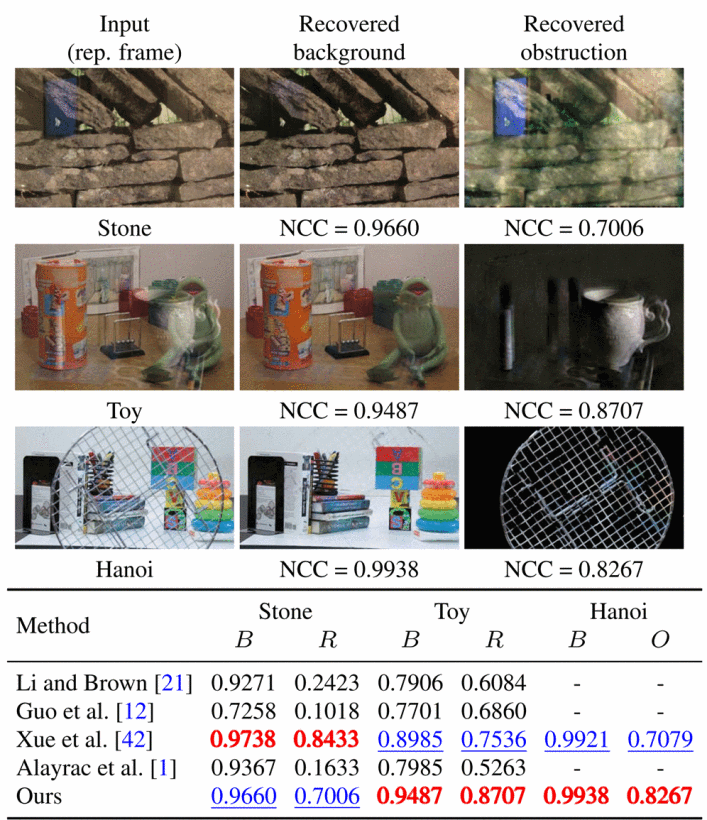 Input Recovered Recovered
(rep. frame) background obstruction
Stone NCC = 0.9660 NCC = 0.7006
Toy NCC = 0.9487 NCC = 0.8707
Hanoi NCC = 0.9938 NCC = 0.8267
Method Stone Toy Hanoi
B R B R B O
Li and Brown [21] 0.9271 0.2423 0.7906 0.6084 - -
Guo et al. [12] 0.7258 0.1018 0.7701 0.6860 - -
Xue et al. [42] 0.9738 0.8433 0.8985 0.7536 0.9921 0.7079
Alayrac et al. [1] 0.9367 0.1633 0.7985 0.5263 - -
Ours 0.9660 0.7006 0.9487 0.8707 0.9938 0.8267